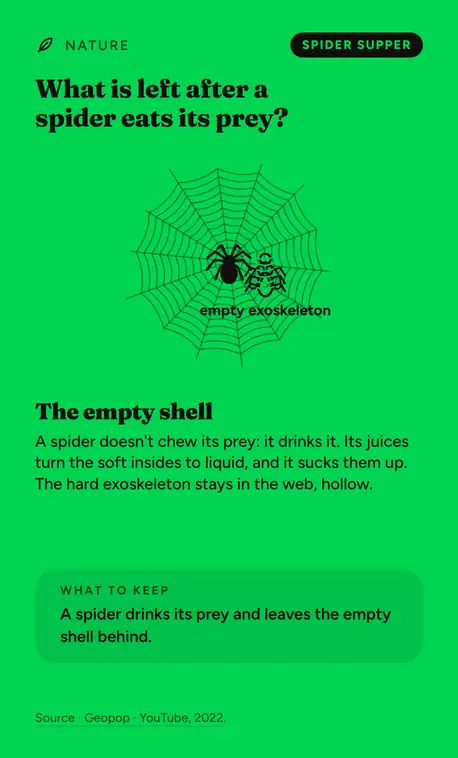 NATURE
SPIDER SUPPER
What is left after a
spider eats its prey?
empty exoskeleton
The empty shell
A spider doesn't chew its prey: it drinks it. Its juices
turn the soft insides to liquid, and it sucks them up.
The hard exoskeleton stays in the web, hollow.
WHAT TO KEEP
A spider drinks its prey and leaves the empty
shell behind.
Source · Geopop · YouTube, 2022.